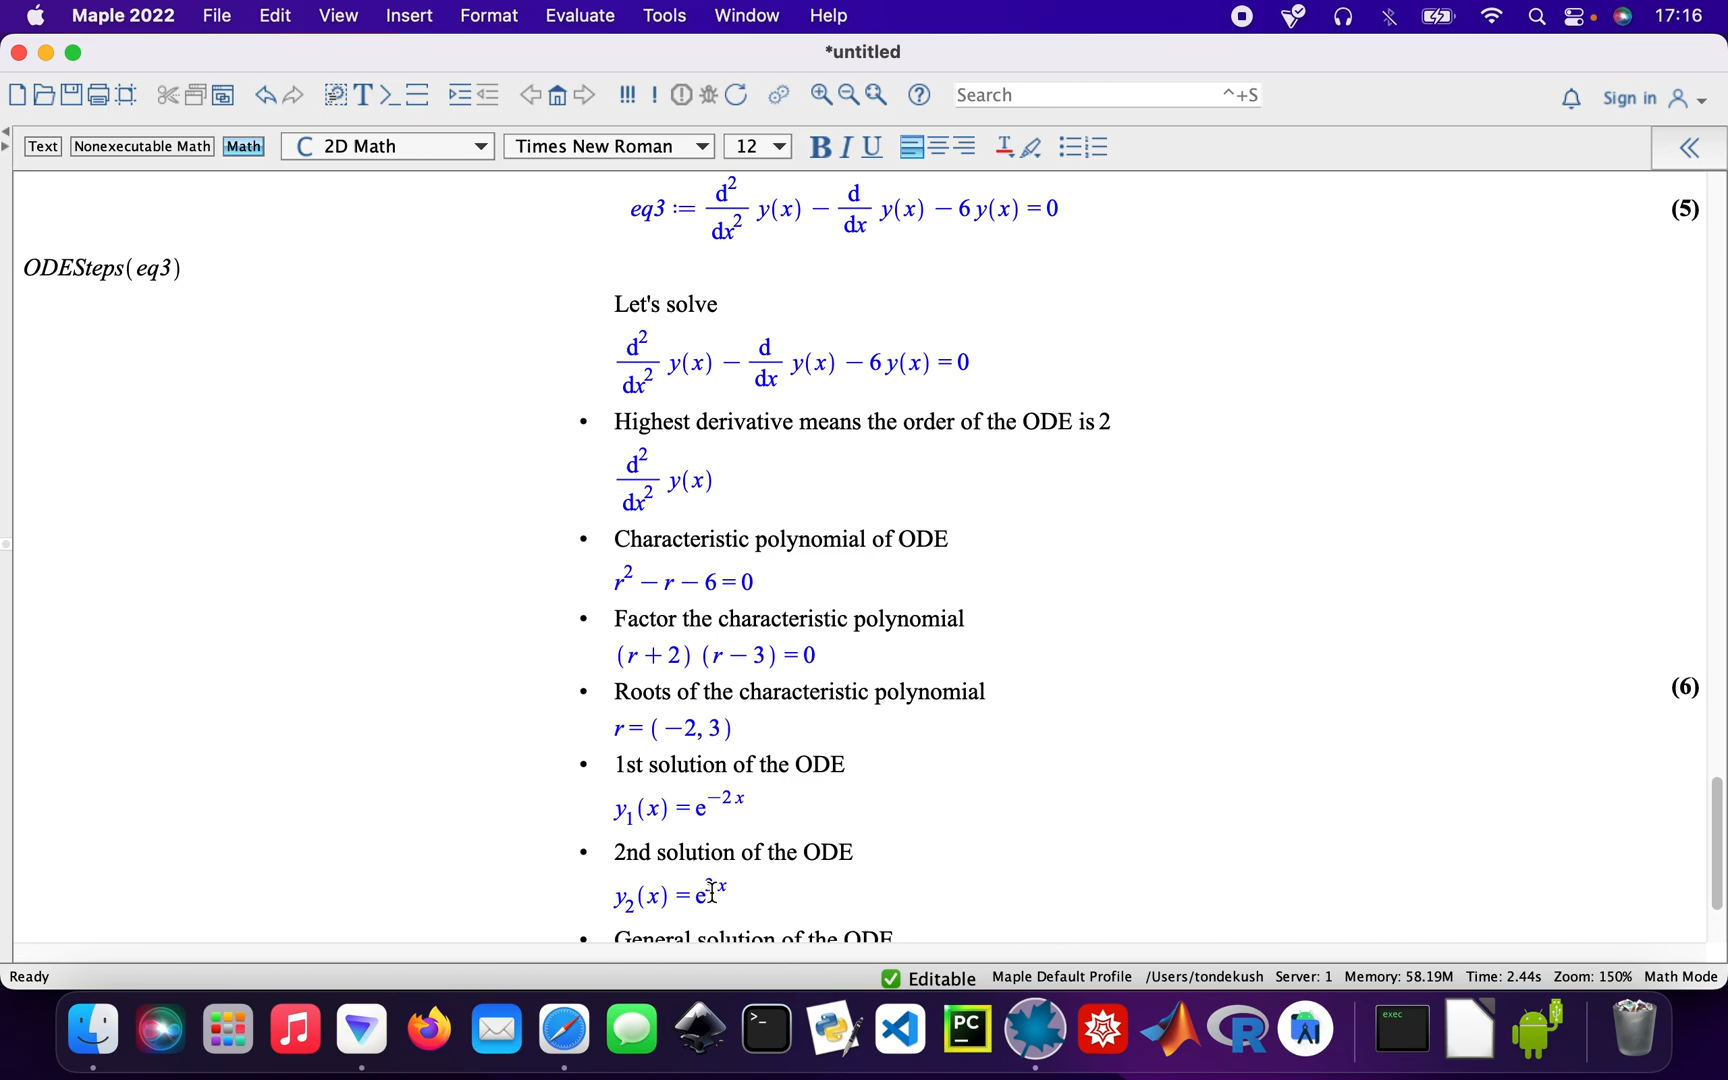 Maple 2022 File Edit View Insert Format Evaluate Tools Window Help 17:16
*untitled
Search ^+S Sign in
Text Nonexecutable Math Math C 2D Math Times New Roman 12 B I U
eq3 := d²/dx² y(x) − d/dx y(x) − 6 y(x) = 0 (5)
ODESteps(eq3)
Let's solve
d²/dx² y(x) − d/dx y(x) − 6 y(x) = 0
• Highest derivative means the order of the ODE is 2
d²/dx² y(x)
• Characteristic polynomial of ODE
r² − r − 6 = 0
• Factor the characteristic polynomial
(r + 2) (r − 3) = 0
• Roots of the characteristic polynomial (6)
r = (−2, 3)
• 1st solution of the ODE
y₁(x) = e^(−2 x)
• 2nd solution of the ODE
y₂(x) = e^(3 x)
• General solution of the ODE
Ready Editable Maple Default Profile /Users/tondekush Server: 1 Memory: 58.19M Time: 2.44s Zoom: 150% Math Mode
>_ PC R exec